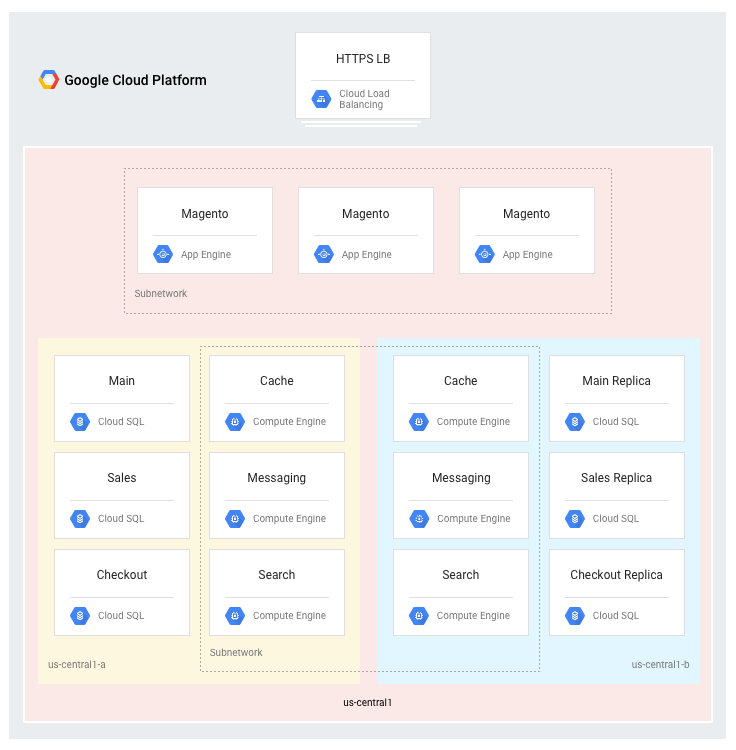 HTTPS LB
Cloud Load
Balancing
Google Cloud Platform
Magento
App Engine
Magento
App Engine
Magento
App Engine
Subnetwork
Main
Cloud SQL
Cache
Compute Engine
Cache
Compute Engine
Main Replica
Cloud SQL
Sales
Cloud SQL
Messaging
Compute Engine
Messaging
Compute Engine
Sales Replica
Cloud SQL
Checkout
Cloud SQL
Search
Compute Engine
Search
Compute Engine
Checkout Replica
Cloud SQL
Subnetwork
us-central1-a
us-central1-b
us-central1